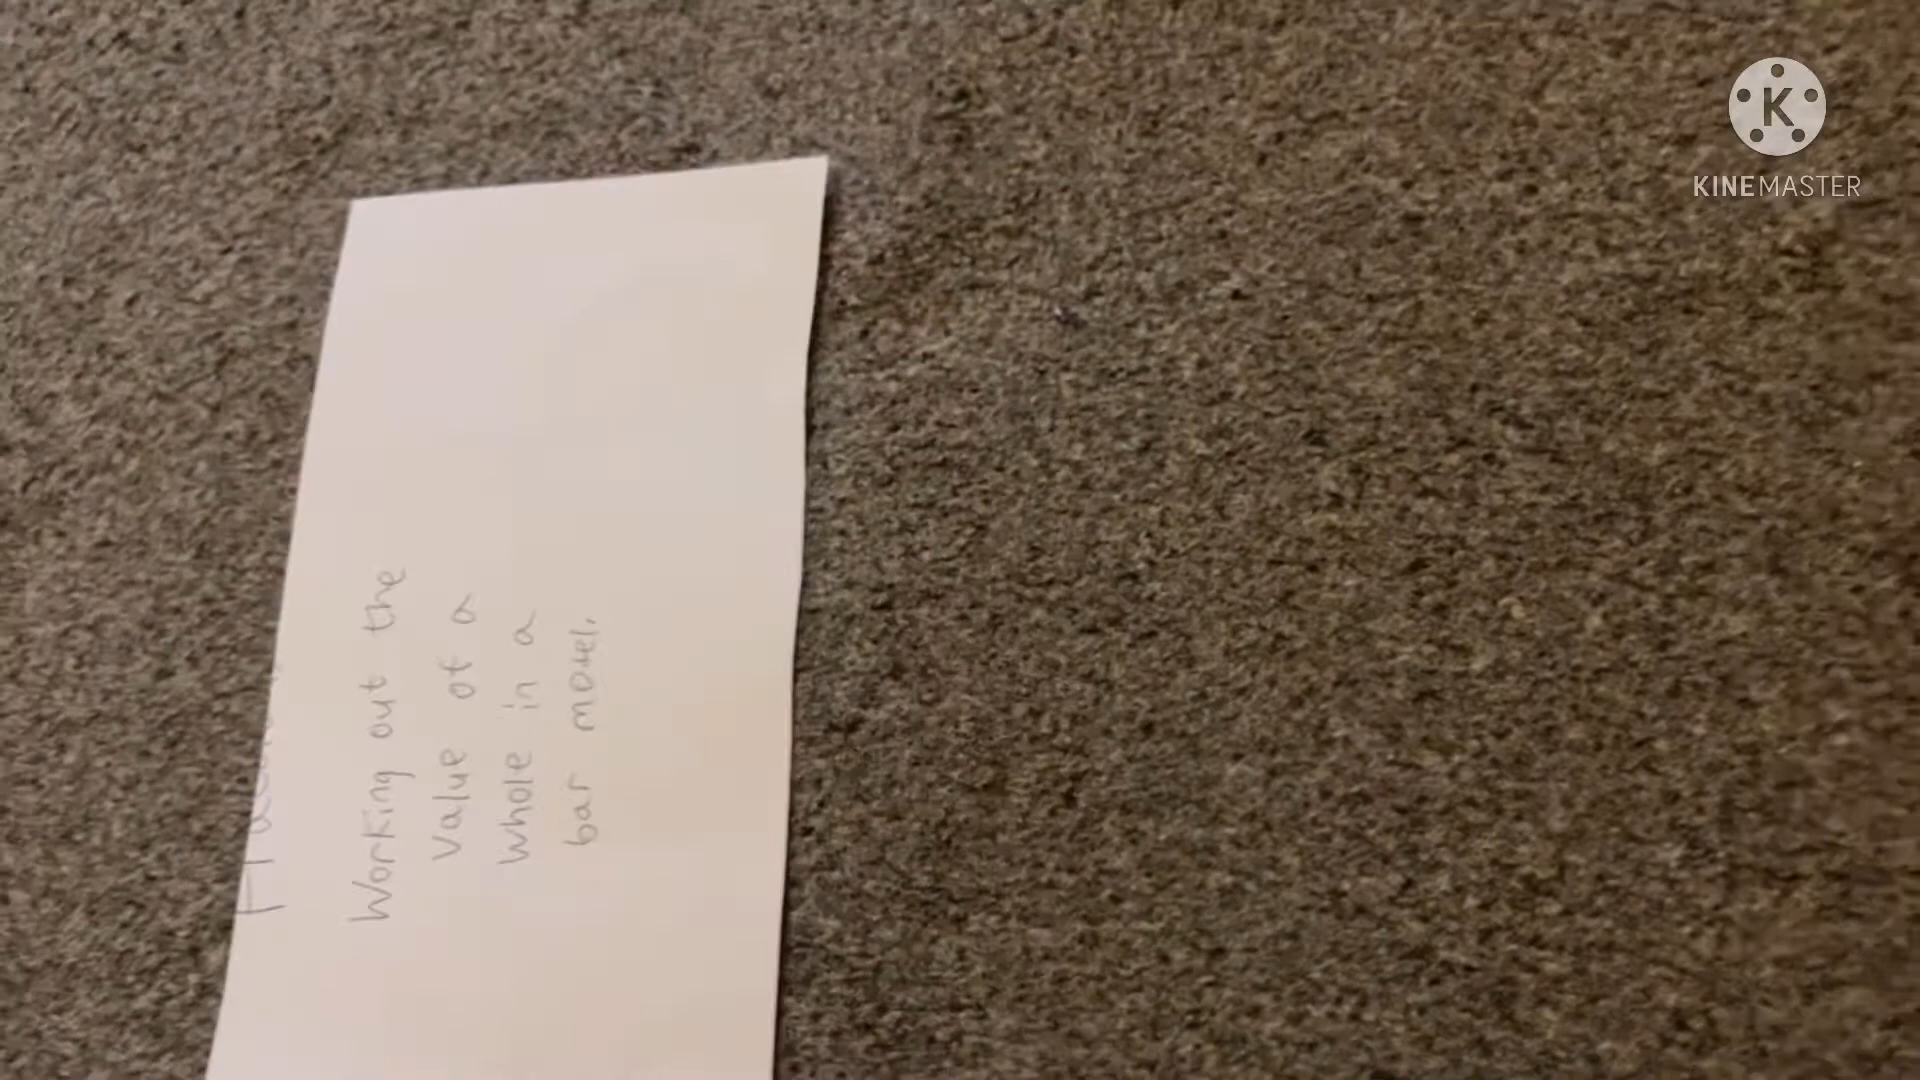 Working out the
value of a
whole in a
bar model.
KINEMASTER